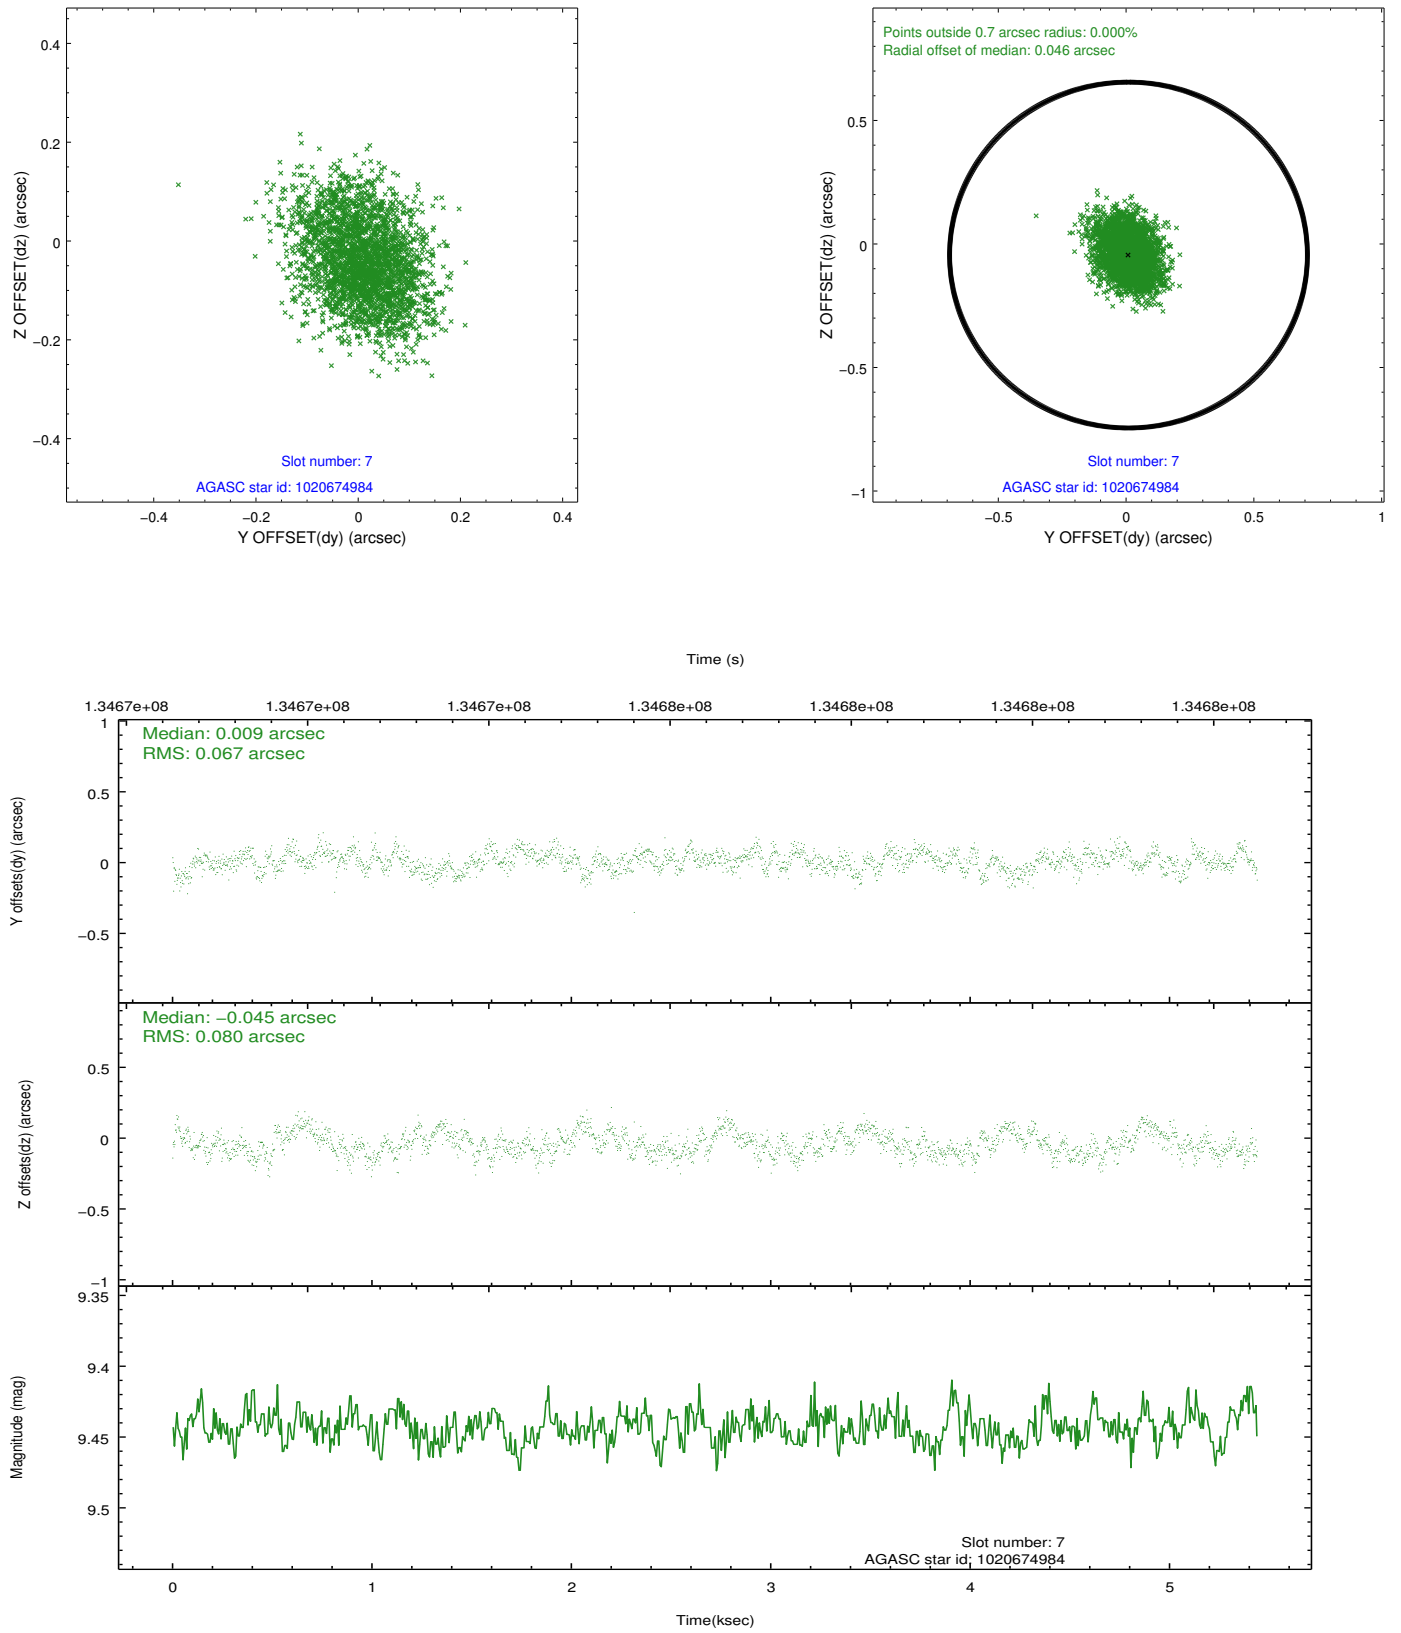 0.4
0.2
0
−0.2
−0.4
Z OFFSET(dz) (arcsec)
Slot number: 7
AGASC star id: 1020674984
−0.4 −0.2 0 0.2 0.4
Y OFFSET(dy) (arcsec)
Points outside 0.7 arcsec radius: 0.000%
Radial offset of median: 0.046 arcsec
0.5
0
−0.5
−1
Z OFFSET(dz) (arcsec)
Slot number: 7
AGASC star id: 1020674984
−0.5 0 0.5 1
Y OFFSET(dy) (arcsec)
Time (s)
1.3467e+08 1.3467e+08 1.3467e+08 1.3468e+08 1.3468e+08 1.3468e+08 1.3468e+08
Median: 0.009 arcsec
RMS: 0.067 arcsec
1
0.5
0
−0.5
Y offsets(dy) (arcsec)
Median: −0.045 arcsec
RMS: 0.080 arcsec
0.5
0
−0.5
−1
Z offsets(dz) (arcsec)
9.35
9.4
9.45
9.5
Magnitude (mag)
Slot number: 7
AGASC star id: 1020674984
0 1 2 3 4 5
Time(ksec)